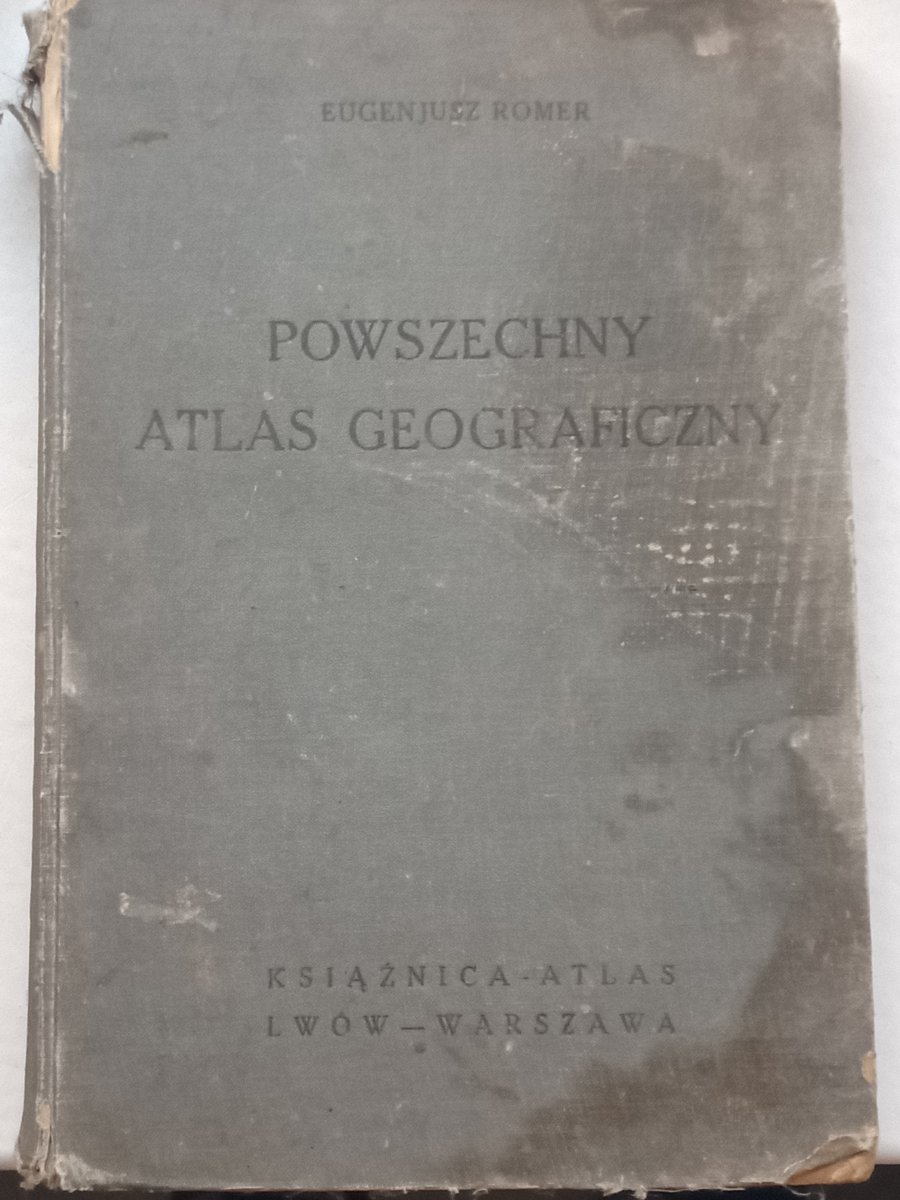 EUGENJUSZ ROMER
POWSZECHNY
ATLAS GEOGRAFICZNY
KSIĄŻNICA-ATLAS
LWÓW—WARSZAWA